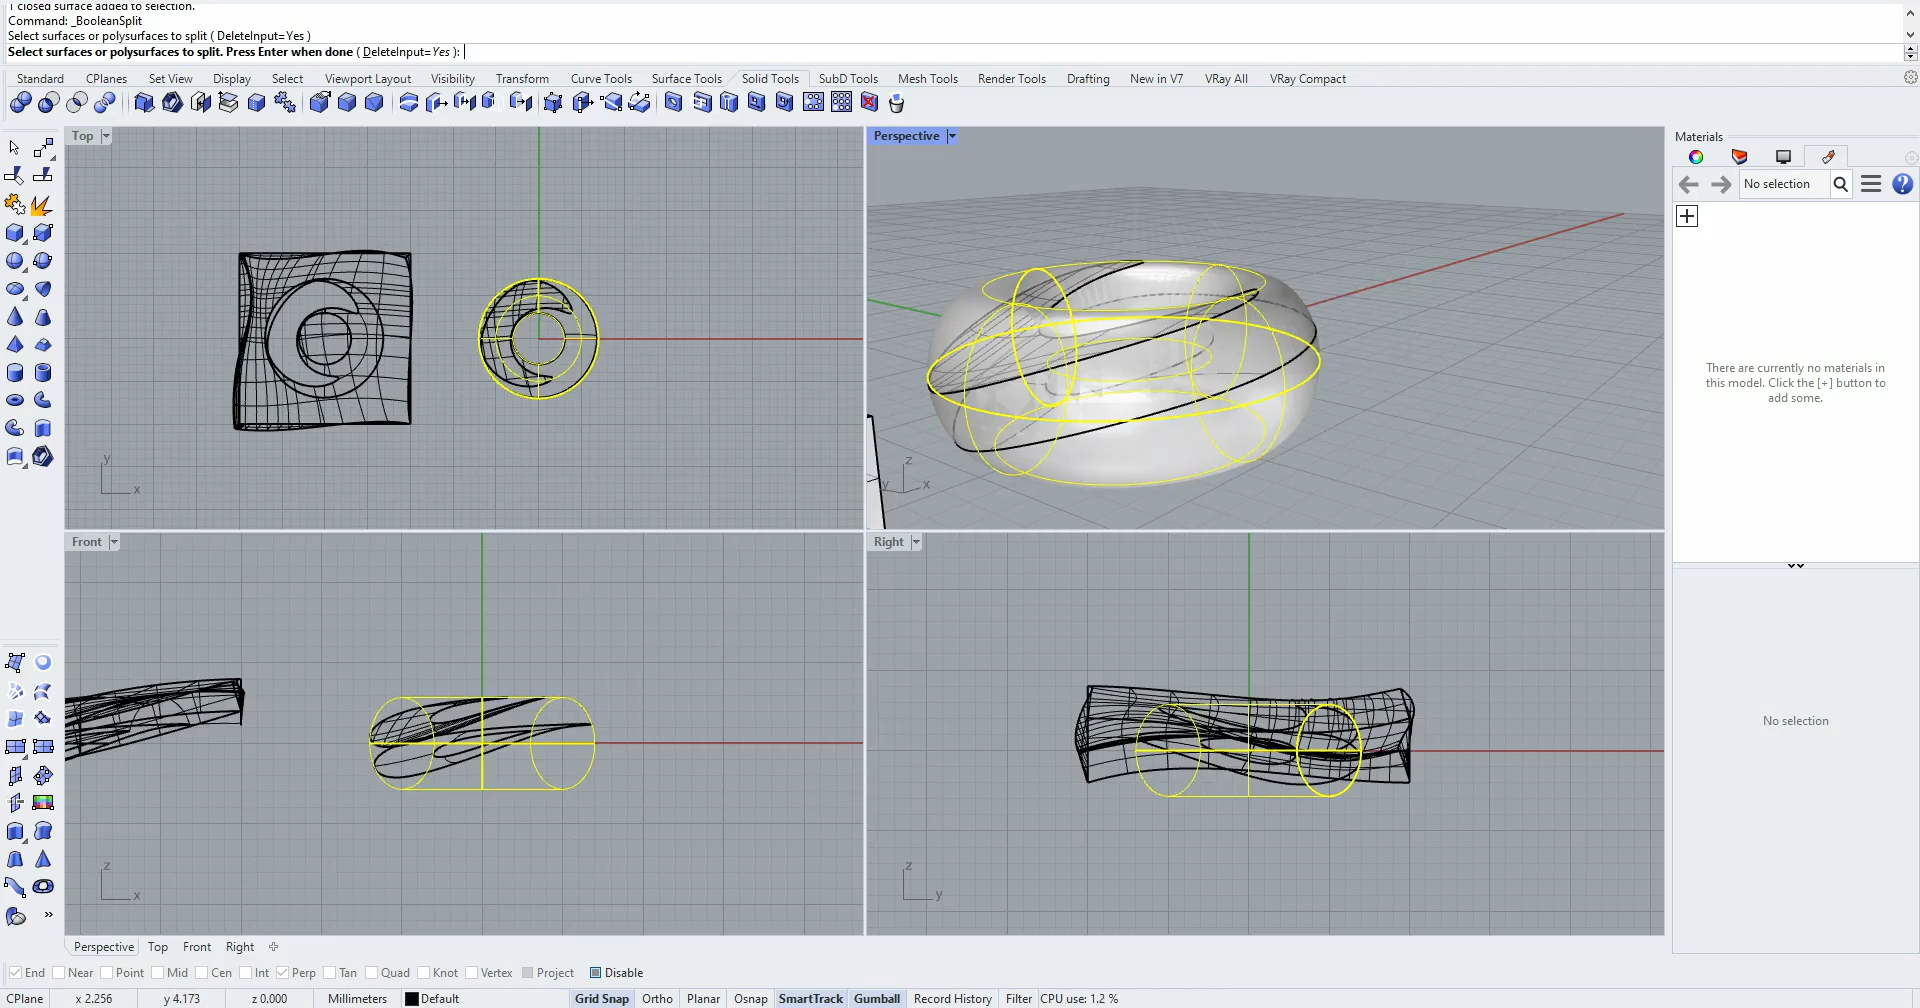 1 closed surface added to selection.
Command: _BooleanSplit
Select surfaces or polysurfaces to split ( DeleteInput=Yes )
Select surfaces or polysurfaces to split. Press Enter when done ( DeleteInput=Yes ):
Standard CPlanes Set View Display Select Viewport Layout Visibility Transform Curve Tools Surface Tools Solid Tools SubD Tools Mesh Tools Render Tools Drafting New in V7 VRay All VRay Compact
Top
Perspective
Materials
No selection
?
There are currently no materials in
this model. Click the [+] button to
add some.
y
x
z
y
x
Front
Right
No selection
z
x
z
y
Perspective Top Front Right
End Near Point Mid Cen Int Perp Tan Quad Knot Vertex Project Disable
CPlane x 2.256 y 4.173 z 0.000 Millimeters Default Grid Snap Ortho Planar Osnap SmartTrack Gumball Record History Filter CPU use: 1.2 %